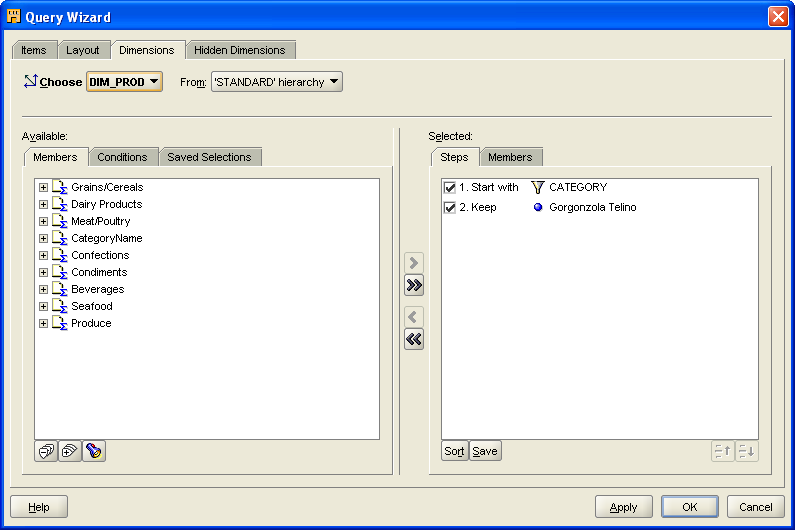 Query Wizard
Items Layout Dimensions Hidden Dimensions
Choose DIM_PROD From: 'STANDARD' hierarchy
Available:
Members Conditions Saved Selections
Grains/Cereals
Dairy Products
Meat/Poultry
CategoryName
Confections
Condiments
Beverages
Seafood
Produce
Selected:
Steps Members
1. Start with CATEGORY
2. Keep Gorgonzola Telino
Sort Save
Help Apply OK Cancel